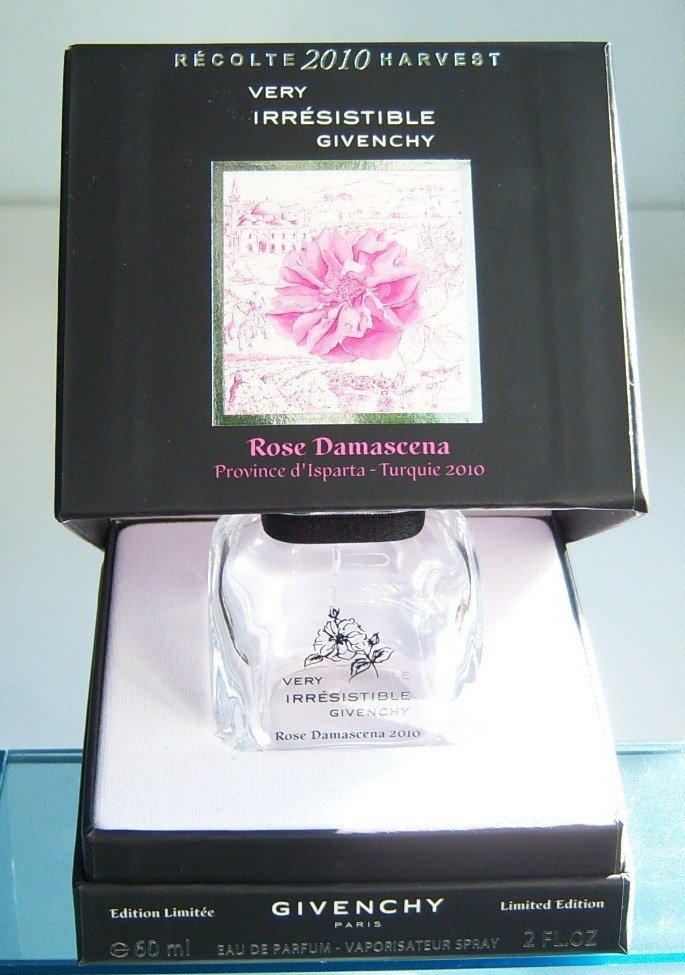 RÉCOLTE 2010 HARVEST
VERY
IRRÉSISTIBLE
GIVENCHY
Rose Damascena
Province d'Isparta - Turquie 2010
VERY
IRRÉSISTIBLE
GIVENCHY
Rose Damascena 2010
Edition Limitée GIVENCHY Limited Edition
PARIS
℮ 60 ml EAU DE PARFUM - VAPORISATEUR SPRAY 2 FL.OZ